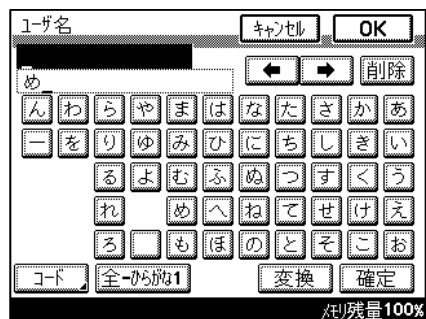 ユーザ名 キャンセル OK
← → 削除
め_
ん わ ら や ま は な た さ か あ
ー を り ゆ み ひ に ち し き い
る よ む ふ ぬ つ す く う
れ め へ ね て せ け え
ろ も ほ の と そ こ お
コード 全-ひらがな1 変換 確定
メモリ残量100%